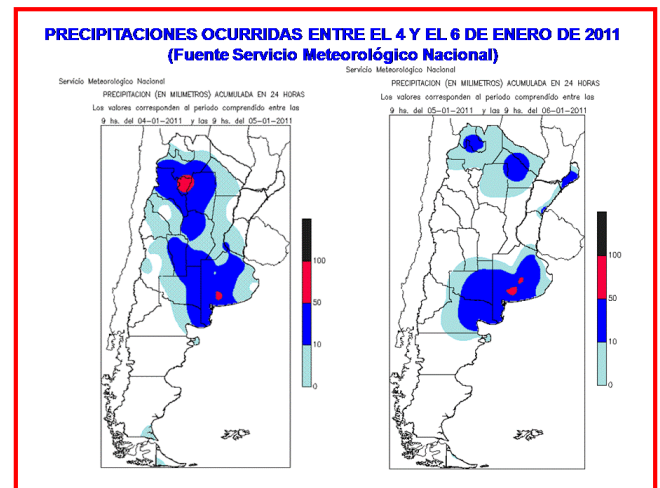 PRECIPITACIONES OCURRIDAS ENTRE EL 4 Y EL 6 DE ENERO DE 2011
(Fuente Servicio Meteorológico Nacional)
Servicio Meteorológico Nacional
PRECIPITACION (EN MILIMETROS) ACUMULADA EN 24 HORAS
Los valores corresponden al periodo comprendido entre las
9 hs. del 04-01-2011 y las 9 hs. del 05-01-2011
100
50
10
0
Servicio Meteorológico Nacional
PRECIPITACION (EN MILIMETROS) ACUMULADA EN 24 HORAS
Los valores corresponden al periodo comprendido entre las
9 hs. del 05-01-2011 y las 9 hs. del 06-01-2011
100
50
10
0